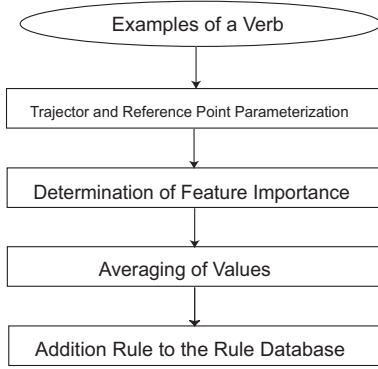 Examples of a Verb
Trajector and Reference Point Parameterization
Determination of Feature Importance
Averaging of Values
Addition Rule to the Rule Database